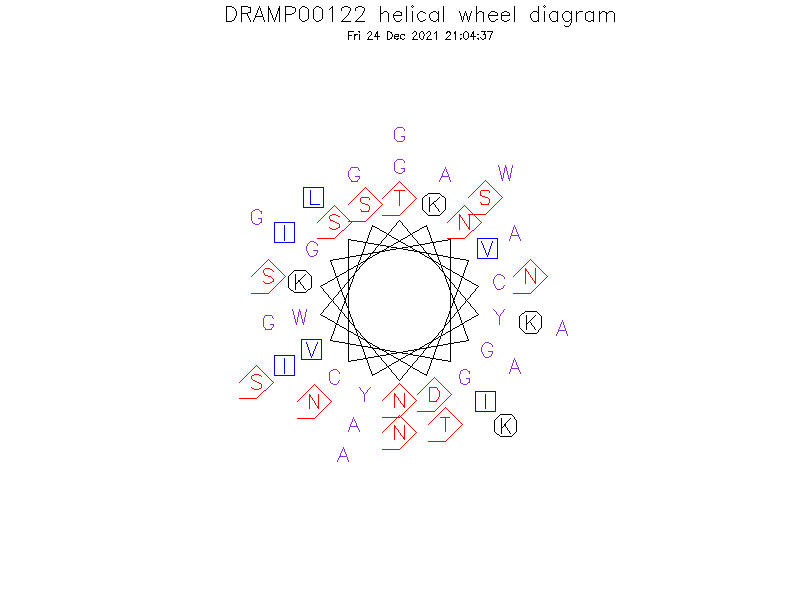 DRAMP00122 helical wheel diagram
Fri 24 Dec 2021 21:04:37
G
G
G A W
L S S T K S
G I S N A
G V
S K C N
G W Y K A
V G
S I C G A
N Y N D I
A N T K
A